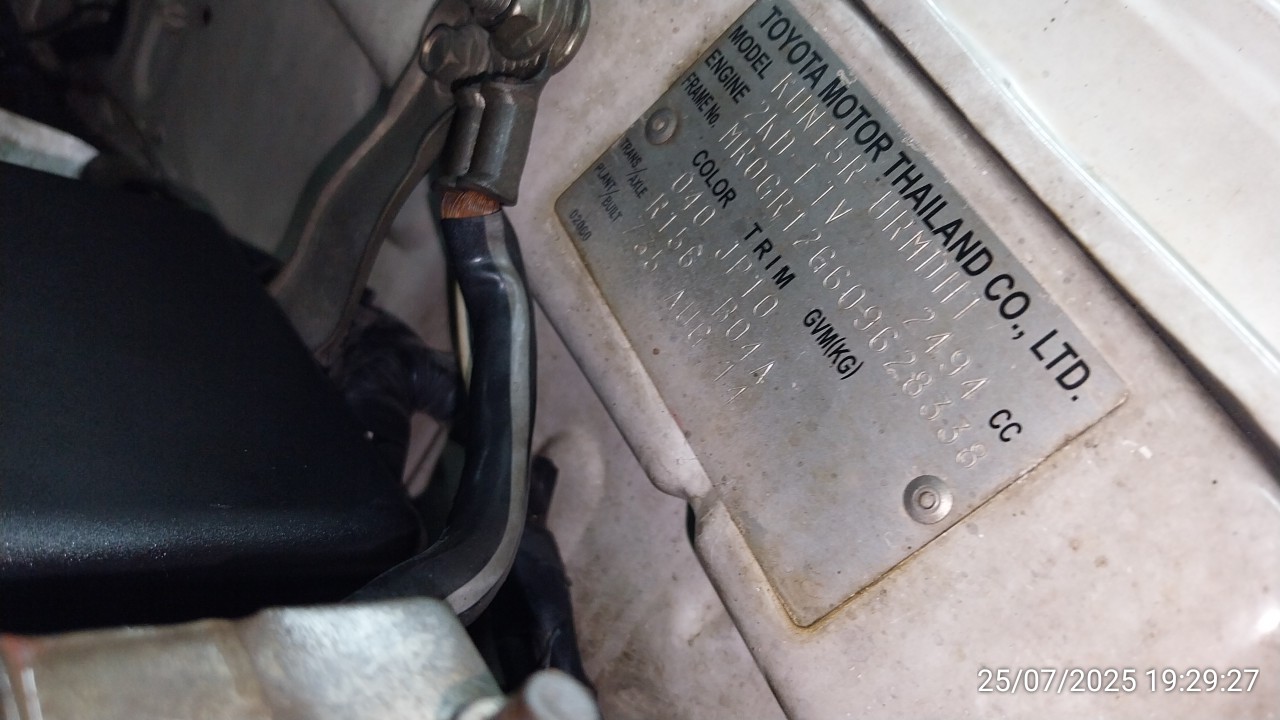 TOYOTA MOTOR THAILAND CO., LTD.
MODEL KUN15R-URMDHT
ENGINE 2KD-FTV 2494 CC
FRAME No. MR0GR12G609628338
COLOR TRIM GVM(KG)
040 JP10
TRANS/AXLE R156 B04A
PLANT/BUILT AUG 14
02060
25/07/2025 19:29:27